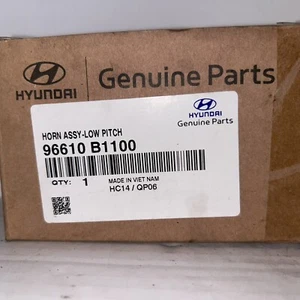 HYUNDAI
Genuine Parts
HORN ASSY-LOW PITCH
96610 B1100
HYUNDAI
Genuine Parts
QTY: 1
MADE IN VIET NAM
HC14 / QP06